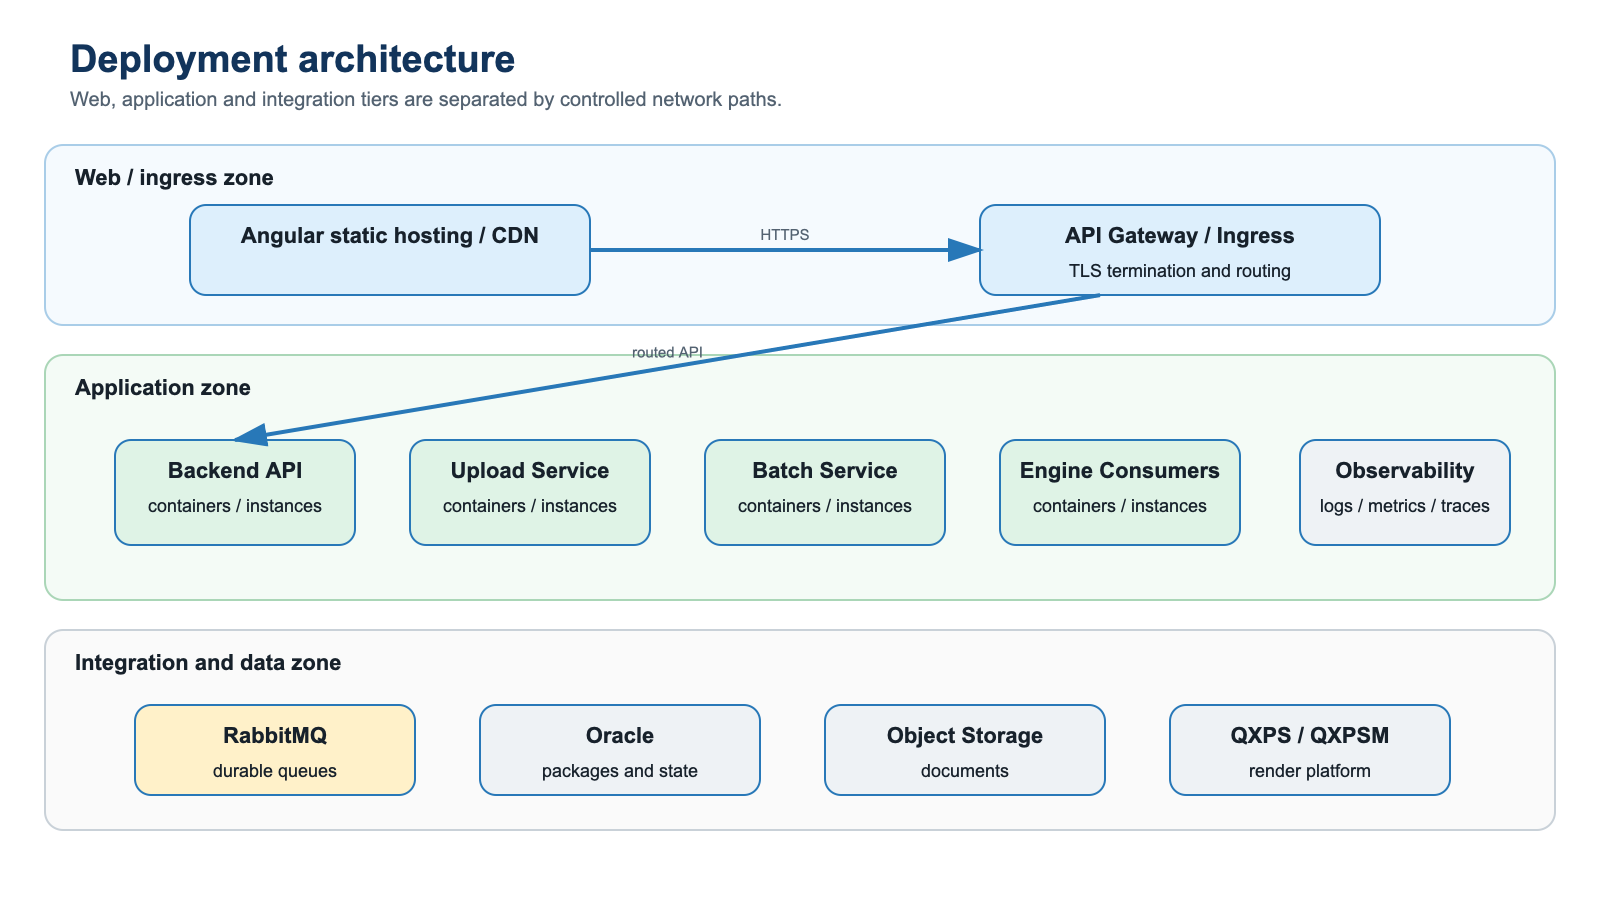 Deployment architecture
Web, application and integration tiers are separated by controlled network paths.
Web / ingress zone
Angular static hosting / CDN
HTTPS
API Gateway / Ingress
TLS termination and routing
routed API
Application zone
Backend API
containers / instances
Upload Service
containers / instances
Batch Service
containers / instances
Engine Consumers
containers / instances
Observability
logs / metrics / traces
Integration and data zone
RabbitMQ
durable queues
Oracle
packages and state
Object Storage
documents
QXPS / QXPSM
render platform